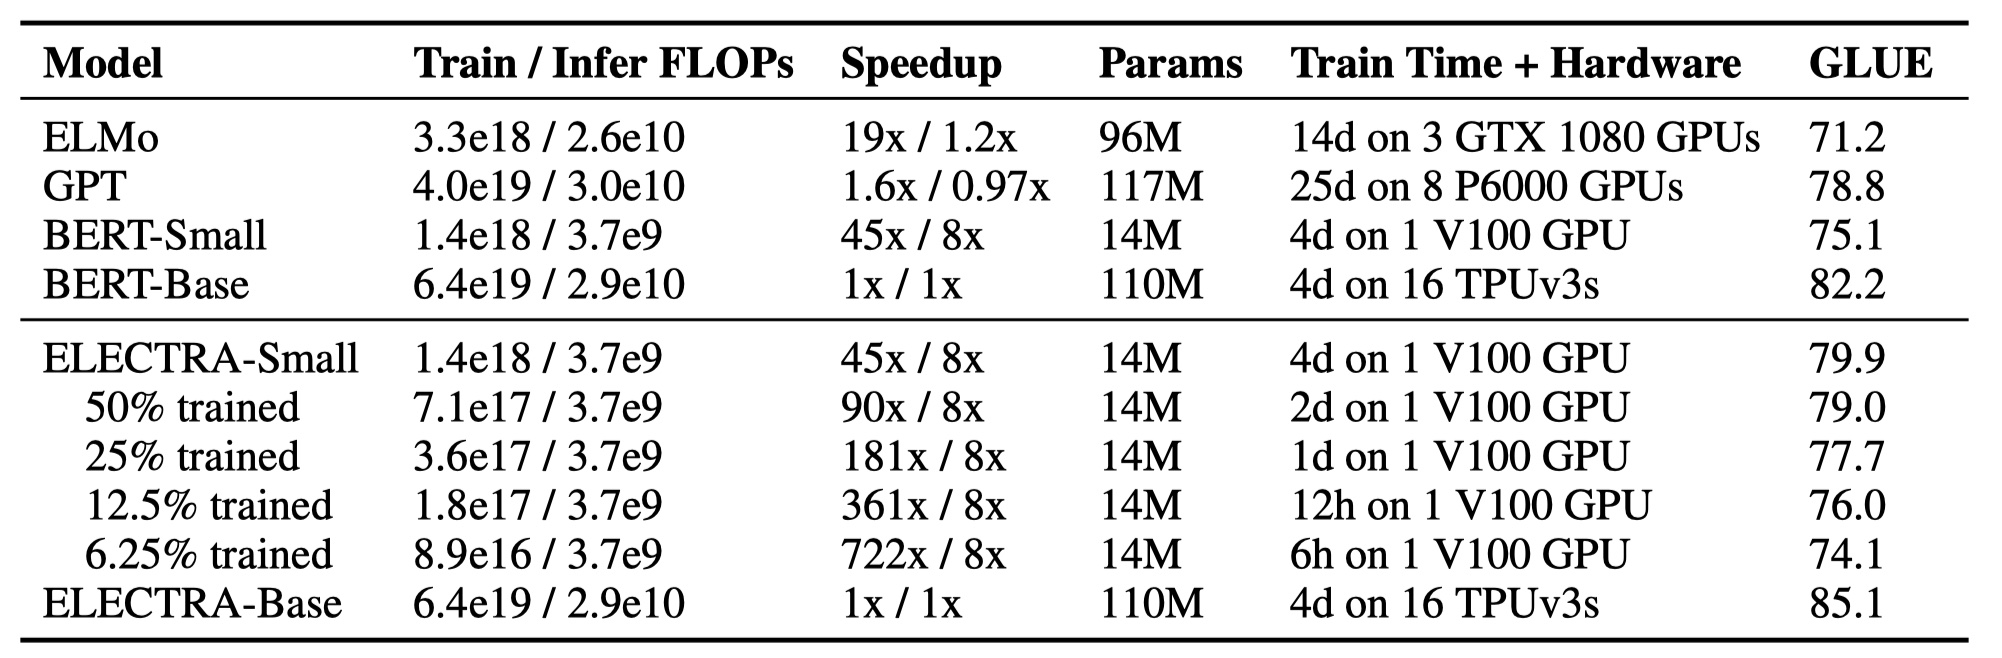 Model Train / Infer FLOPs Speedup Params Train Time + Hardware GLUE
ELMo 3.3e18 / 2.6e10 19x / 1.2x 96M 14d on 3 GTX 1080 GPUs 71.2
GPT 4.0e19 / 3.0e10 1.6x / 0.97x 117M 25d on 8 P6000 GPUs 78.8
BERT-Small 1.4e18 / 3.7e9 45x / 8x 14M 4d on 1 V100 GPU 75.1
BERT-Base 6.4e19 / 2.9e10 1x / 1x 110M 4d on 16 TPUv3s 82.2
ELECTRA-Small 1.4e18 / 3.7e9 45x / 8x 14M 4d on 1 V100 GPU 79.9
50% trained 7.1e17 / 3.7e9 90x / 8x 14M 2d on 1 V100 GPU 79.0
25% trained 3.6e17 / 3.7e9 181x / 8x 14M 1d on 1 V100 GPU 77.7
12.5% trained 1.8e17 / 3.7e9 361x / 8x 14M 12h on 1 V100 GPU 76.0
6.25% trained 8.9e16 / 3.7e9 722x / 8x 14M 6h on 1 V100 GPU 74.1
ELECTRA-Base 6.4e19 / 2.9e10 1x / 1x 110M 4d on 16 TPUv3s 85.1